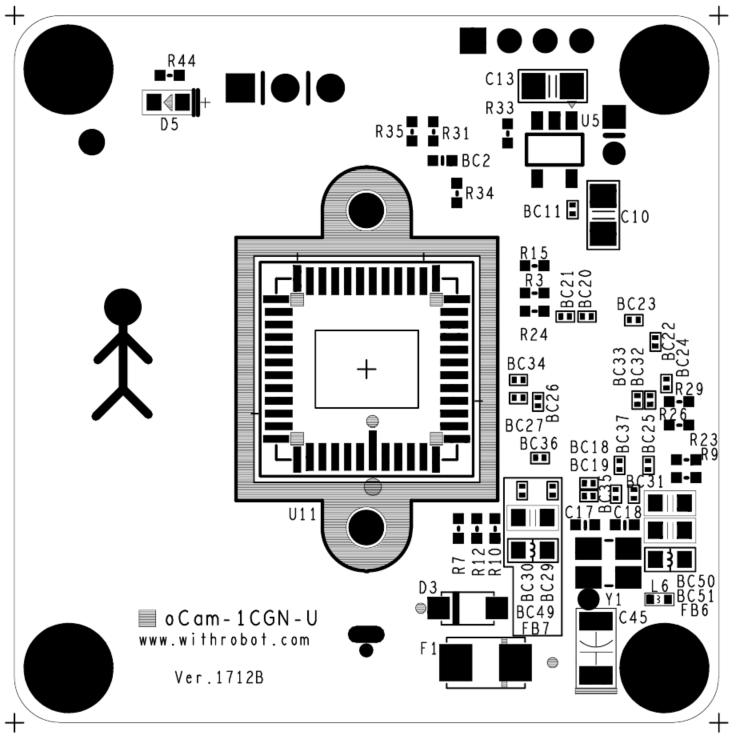 R44
D5
C13
R33
U5
R35
R31
BC2
R34
BC11
C10
R15
R3
R24
BC21
BC20
BC23
BC22
BC24
BC33
BC32
BC34
BC26
BC27
R29
R26
BC37
BC25
R23
R9
BC36
BC18
BC19
BC35
BC31
U11
C17
C18
R7
R12
R10
BC30
BC29
BC49
FB7
BC50
BC51
FB6
L6
Y1
C45
D3
F1
oCam-1CGN-U
www.withrobot.com
Ver.1712B